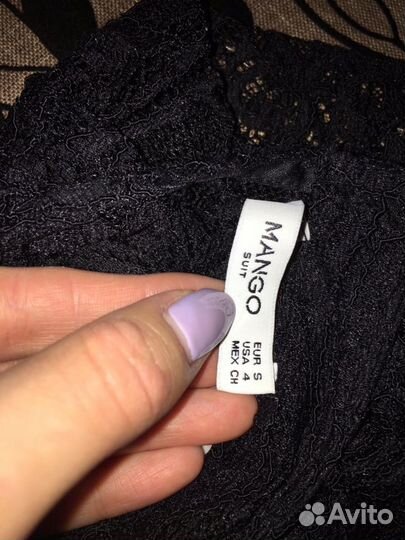 MANGO
SUIT
EUR S
USA 4
MEX CH
Avito